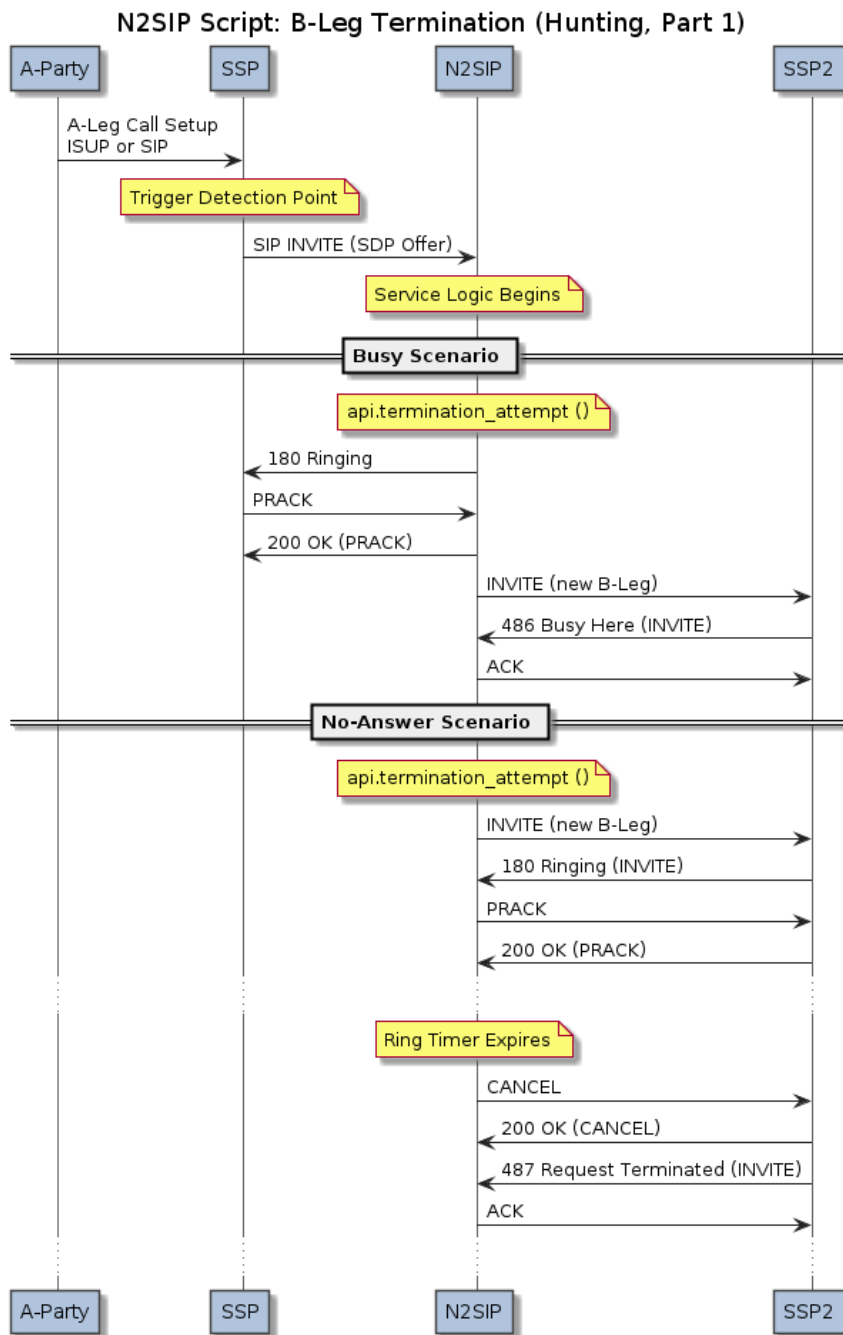 N2SIP Script: B-Leg Termination (Hunting, Part 1)
A-Party
SSP
N2SIP
SSP2
A-Leg Call Setup
ISUP or SIP
Trigger Detection Point
SIP INVITE (SDP Offer)
Service Logic Begins
Busy Scenario
api.termination_attempt ()
180 Ringing
PRACK
200 OK (PRACK)
INVITE (new B-Leg)
486 Busy Here (INVITE)
ACK
No-Answer Scenario
api.termination_attempt ()
INVITE (new B-Leg)
180 Ringing (INVITE)
PRACK
200 OK (PRACK)
Ring Timer Expires
CANCEL
200 OK (CANCEL)
487 Request Terminated (INVITE)
ACK
A-Party
SSP
N2SIP
SSP2